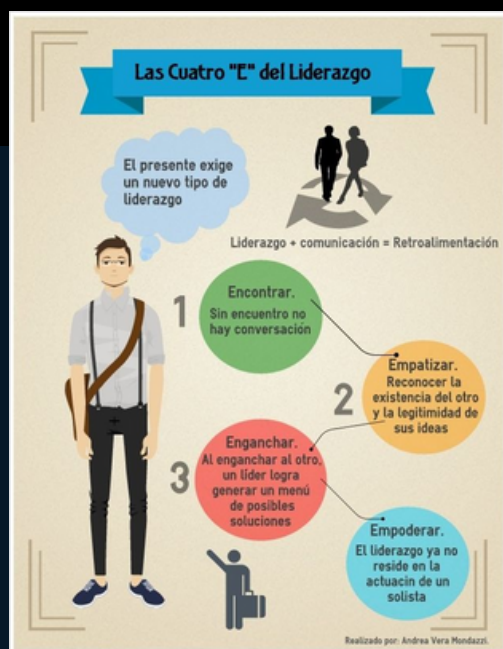 Las Cuatro "E" del Liderazgo
El presente exige
un nuevo tipo de
liderazgo
Liderazgo + comunicación = Retroalimentación
1
Encontrar.
Sin encuentro no
hay conversación
2
Empatizar.
Reconocer la
existencia del otro
y la legitimidad de
sus ideas
3
Enganchar.
Al enganchar al otro,
un líder logra
generar un menú
de posibles
soluciones
Empoderar.
El liderazgo ya no
reside en la
actuacin de un
solista
Realizado por: Andrea Vera Mondazzi.